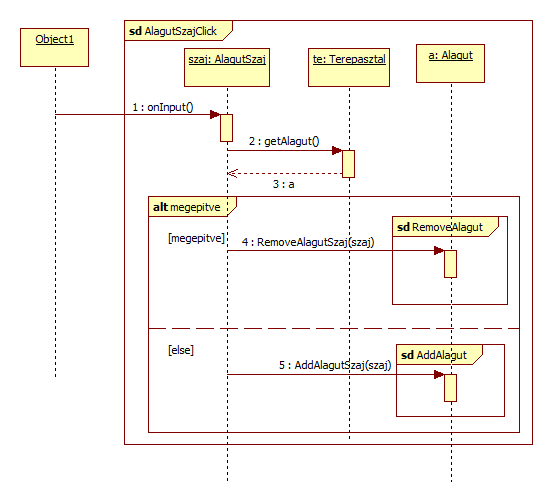 sd AlagutSzajClick
Object1
szaj: AlagutSzaj
te: Terepasztal
a: Alagut
1 : onInput()
2 : getAlagut()
3 : a
alt megepitve
[megepitve]
sd RemoveAlagut
4 : RemoveAlagutSzaj(szaj)
[else]
sd AddAlagut
5 : AddAlagutSzaj(szaj)